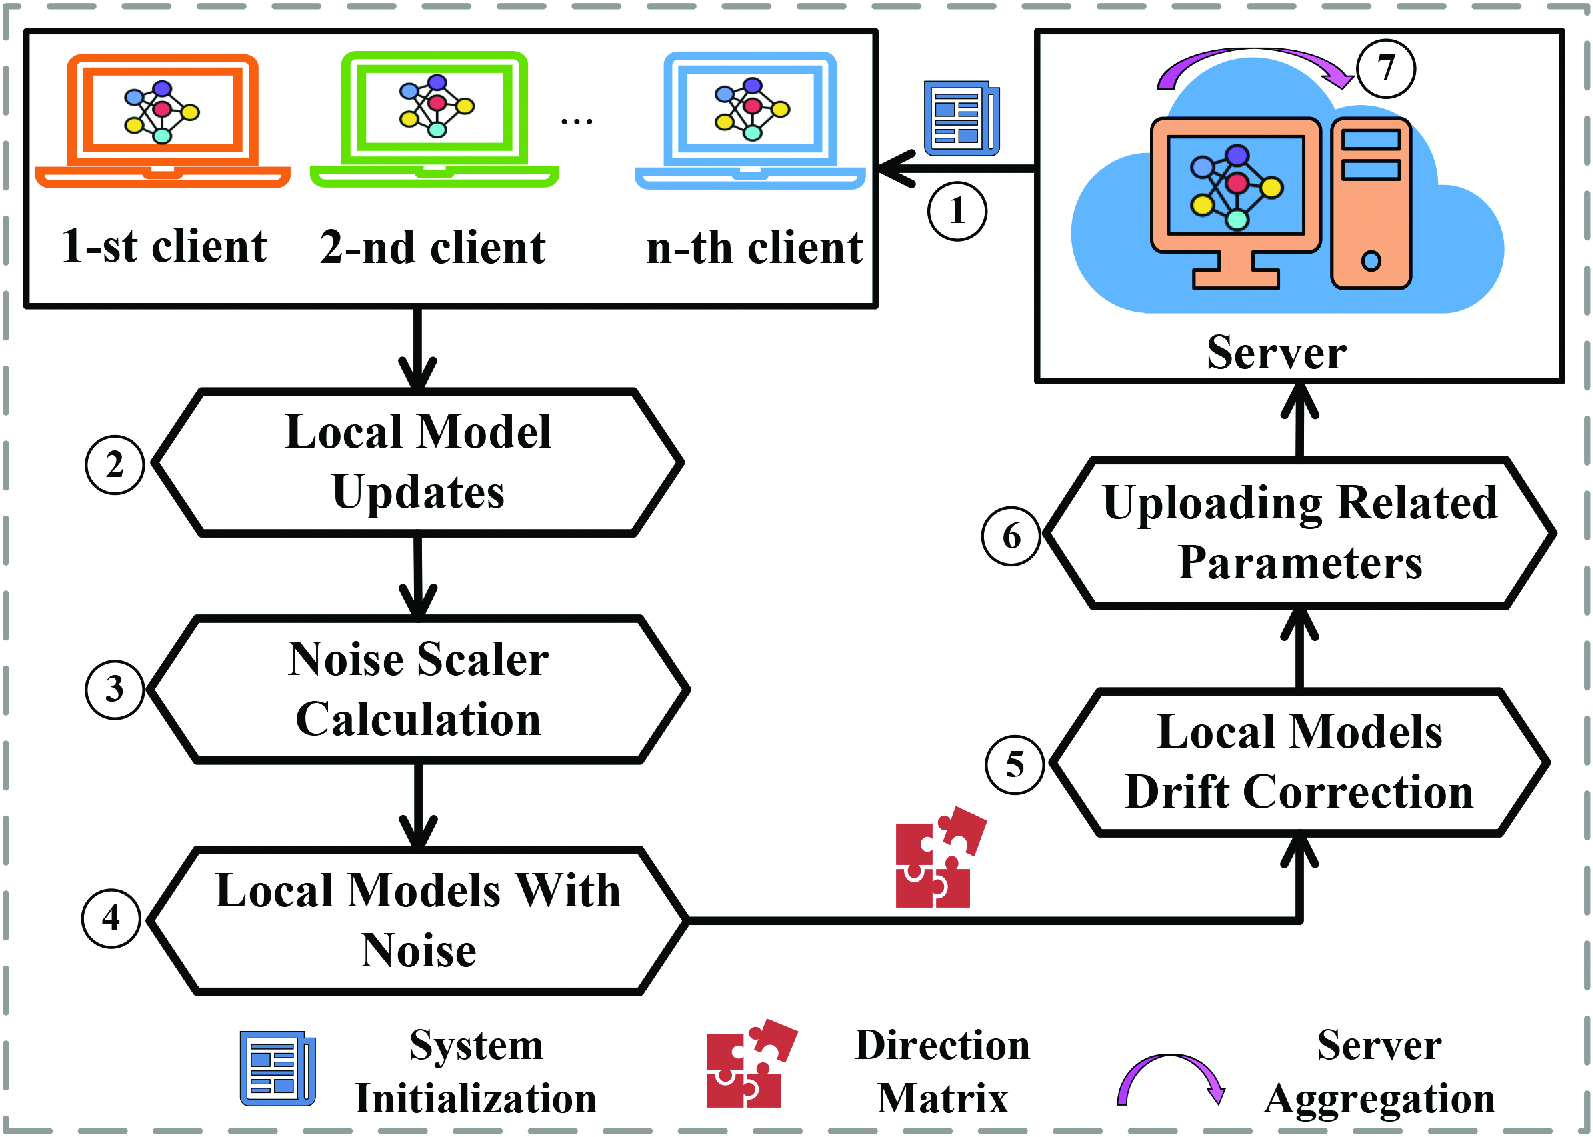 1-st client
2-nd client
...
n-th client
1
7
Server
2
Local Model
Updates
3
Noise Scaler
Calculation
4
Local Models With
Noise
5
Local Models
Drift Correction
6
Uploading Related
Parameters
System
Initialization
Direction
Matrix
Server
Aggregation